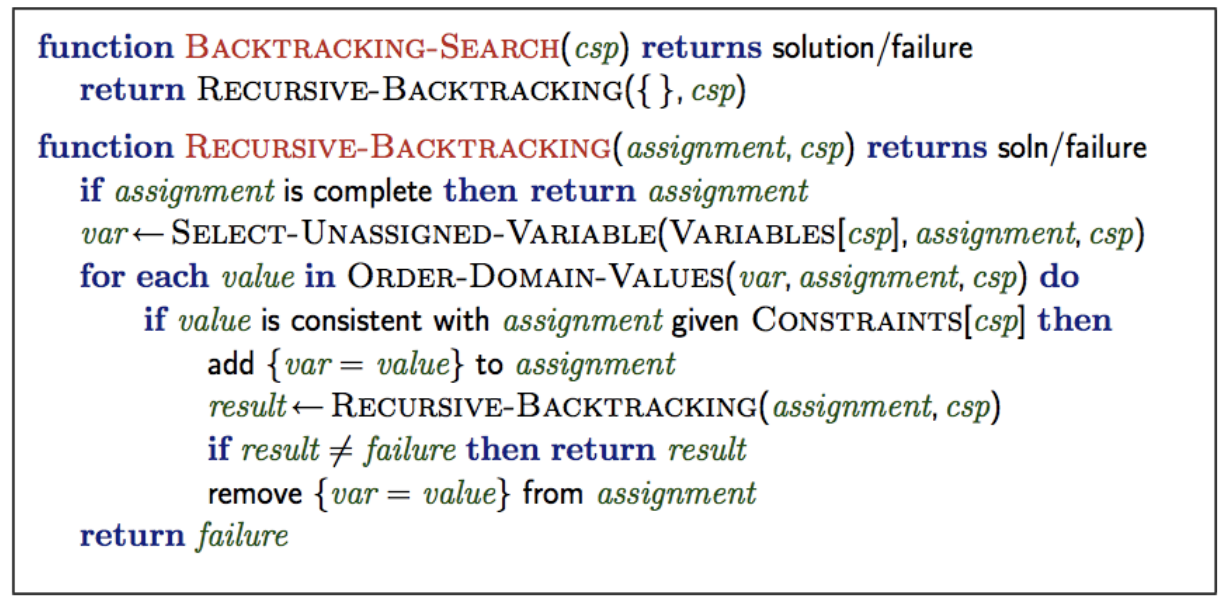 function BACKTRACKING-SEARCH(csp) returns solution/failure
return RECURSIVE-BACKTRACKING({ }, csp)
function RECURSIVE-BACKTRACKING(assignment, csp) returns soln/failure
if assignment is complete then return assignment
var ← SELECT-UNASSIGNED-VARIABLE(VARIABLES[csp], assignment, csp)
for each value in ORDER-DOMAIN-VALUES(var, assignment, csp) do
if value is consistent with assignment given CONSTRAINTS[csp] then
add {var = value} to assignment
result ← RECURSIVE-BACKTRACKING(assignment, csp)
if result ≠ failure then return result
remove {var = value} from assignment
return failure